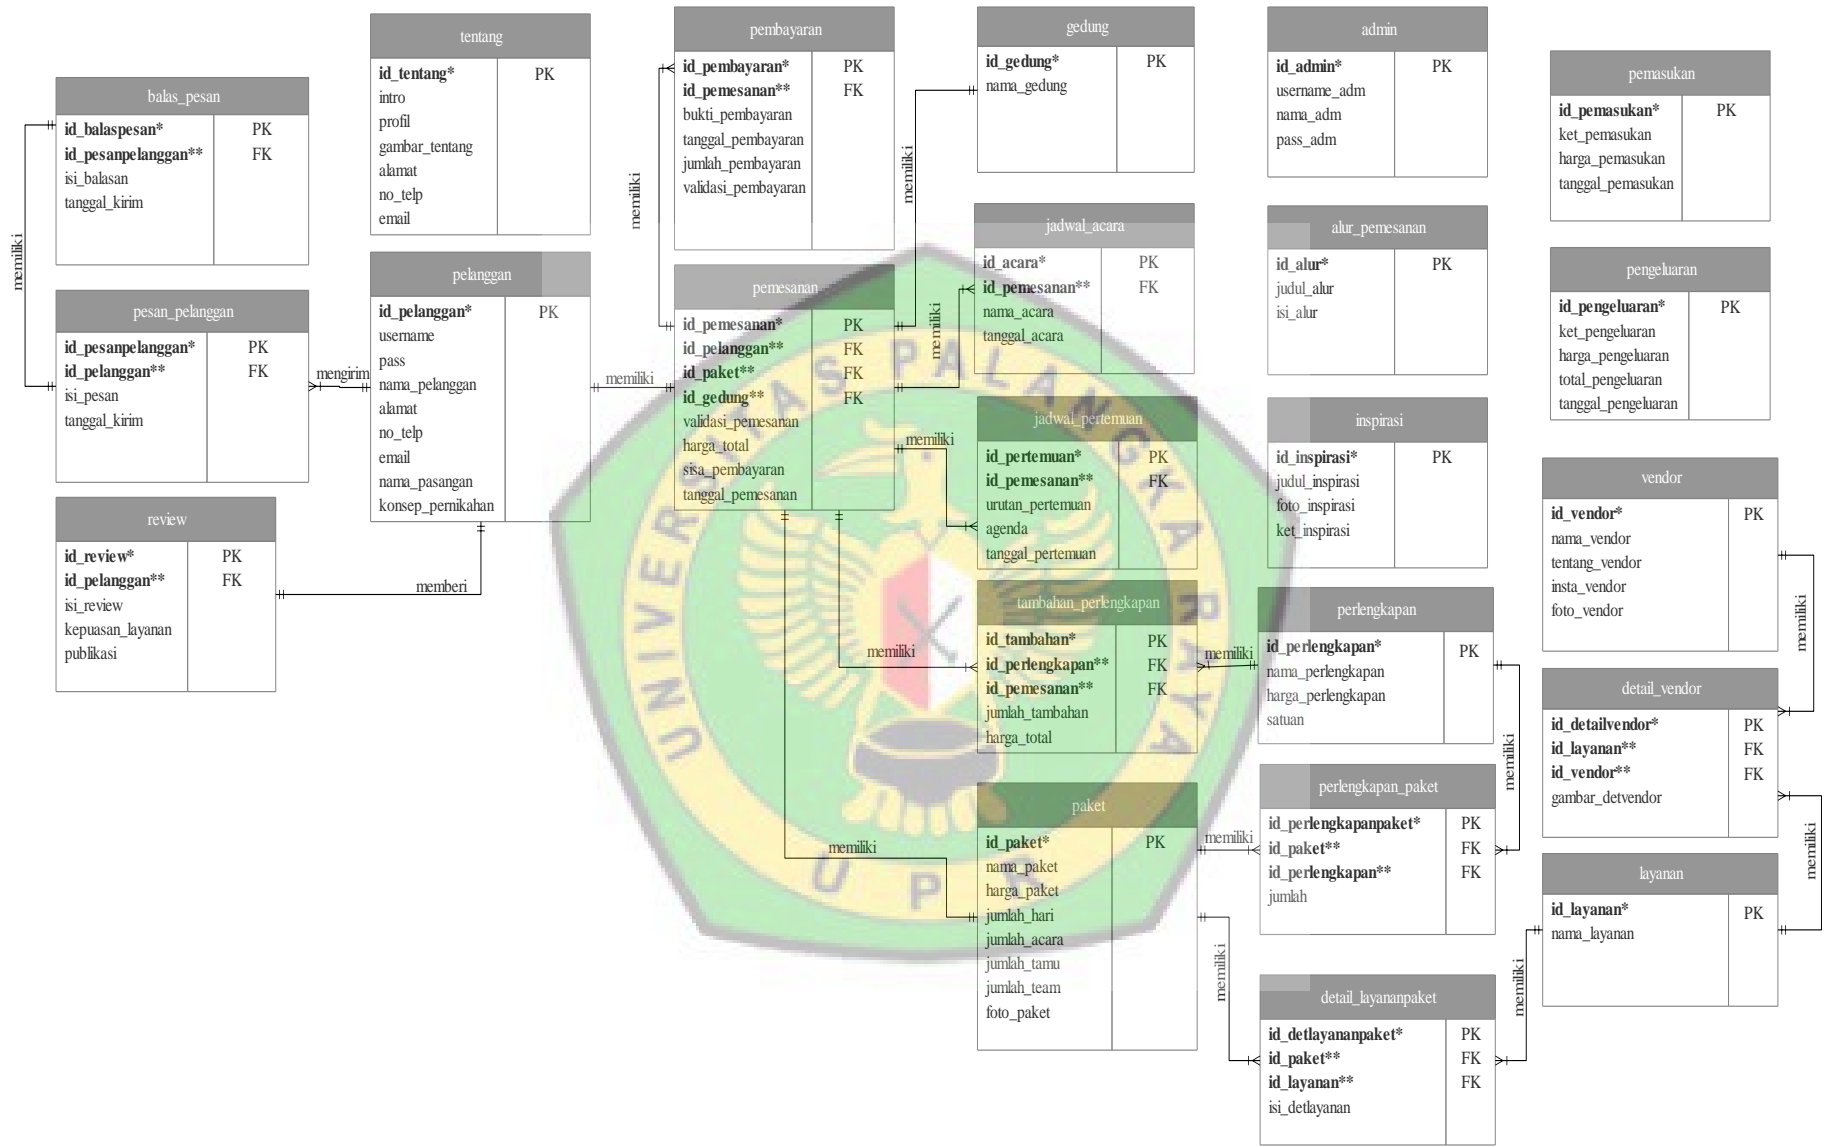 balas_pesan
id_balaspesan* PK
id_pesanpelanggan** FK
isi_balasan
tanggal_kirim
memiliki
pesan_pelanggan
id_pesanpelanggan* PK
id_pelanggan** FK
isi_pesan
tanggal_kirim
mengirim
review
id_review* PK
id_pelanggan** FK
isi_review
kepuasan_layanan
publikasi
memberi
tentang
id_tentang* PK
intro
profil
gambar_tentang
alamat
no_telp
email
pelanggan
id_pelanggan* PK
username
pass
nama_pelanggan
alamat
no_telp
email
nama_pasangan
konsep_pernikahan
memiliki
pembayaran
id_pembayaran* PK
id_pemesanan** FK
bukti_pembayaran
tanggal_pembayaran
jumlah_pembayaran
validasi_pembayaran
memiliki
pemesanan
id_pemesanan* PK
id_pelanggan** FK
id_paket** FK
id_gedung** FK
validasi_pemesanan
harga_total
sisa_pembayaran
tanggal_pemesanan
memiliki
memiliki
memiliki
memiliki
memiliki
gedung
id_gedung* PK
nama_gedung
jadwal_acara
id_acara* PK
id_pemesanan** FK
nama_acara
tanggal_acara
jadwal_pertemuan
id_pertemuan* PK
id_pemesanan** FK
urutan_pertemuan
agenda
tanggal_pertemuan
tambahan_perlengkapan
id_tambahan* PK
id_perlengkapan** FK
id_pemesanan** FK
jumlah_tambahan
harga_total
memiliki
paket
id_paket* PK
nama_paket
harga_paket
jumlah_hari
jumlah_acara
jumlah_tamu
jumlah_team
foto_paket
memiliki
memiliki
admin
id_admin* PK
username_adm
nama_adm
pass_adm
alur_pemesanan
id_alur* PK
judul_alur
isi_alur
inspirasi
id_inspirasi* PK
judul_inspirasi
foto_inspirasi
ket_inspirasi
perlengkapan
id_perlengkapan* PK
nama_perlengkapan
harga_perlengkapan
satuan
memiliki
perlengkapan_paket
id_perlengkapanpaket* PK
id_paket** FK
id_perlengkapan** FK
jumlah
detail_layananpaket
id_detlayananpaket* PK
id_paket** FK
id_layanan** FK
isi_detlayanan
memiliki
pemasukan
id_pemasukan* PK
ket_pemasukan
harga_pemasukan
tanggal_pemasukan
pengeluaran
id_pengeluaran* PK
ket_pengeluaran
harga_pengeluaran
total_pengeluaran
tanggal_pengeluaran
vendor
id_vendor* PK
nama_vendor
tentang_vendor
insta_vendor
foto_vendor
memiliki
detail_vendor
id_detailvendor* PK
id_layanan** FK
id_vendor** FK
gambar_detvendor
memiliki
layanan
id_layanan* PK
nama_layanan
UNIVERSITAS PALANGKA RAYA
U P R